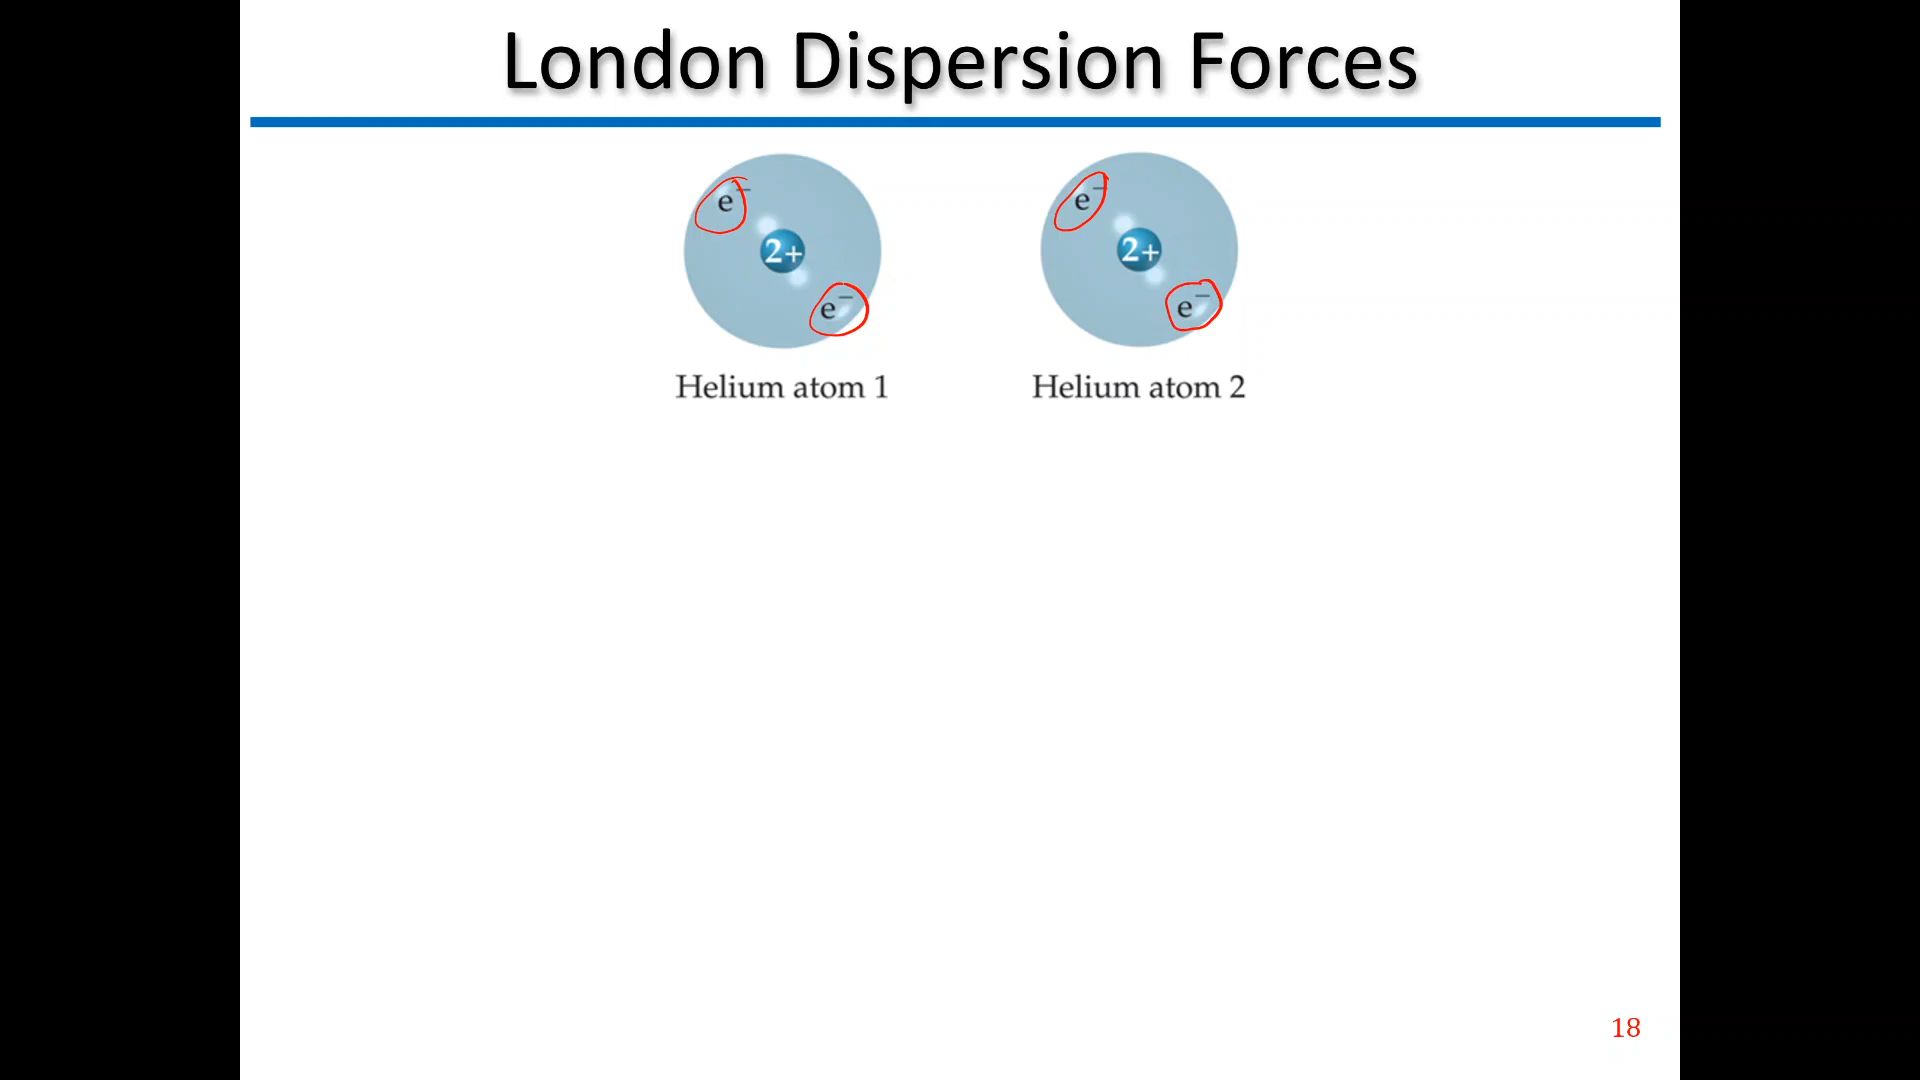 London Dispersion Forces
e⁻ e⁻
2+ 2+
e⁻ e⁻
Helium atom 1 Helium atom 2
18